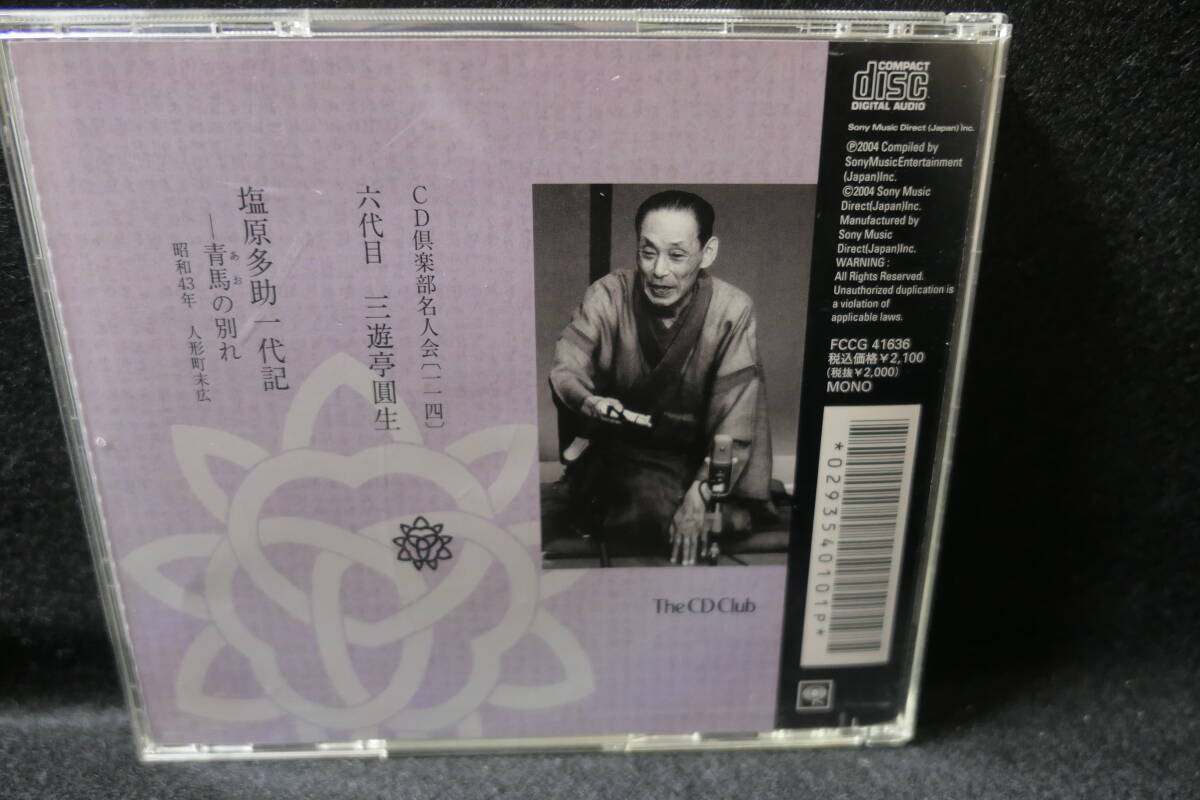 CD倶楽部名人会〔一一四〕
六代目 三遊亭圓生
塩原多助一代記
―青馬の別れ
あお
昭和43年 人形町末広
The CD Club
COMPACT
disc
DIGITAL AUDIO
Sony Music Direct (Japan) Inc.
Ⓟ2004 Compiled by
SonyMusicEntertainment
(Japan)Inc.
©2004 Sony Music
Direct(Japan)Inc.
Manufactured by
Sony Music
Direct(Japan)Inc.
WARNING :
All Rights Reserved.
Unauthorized duplication is
a violation of
applicable laws.
FCCG 41636
税込価格¥2,100
(税抜¥2,000)
MONO
*0293540101P*